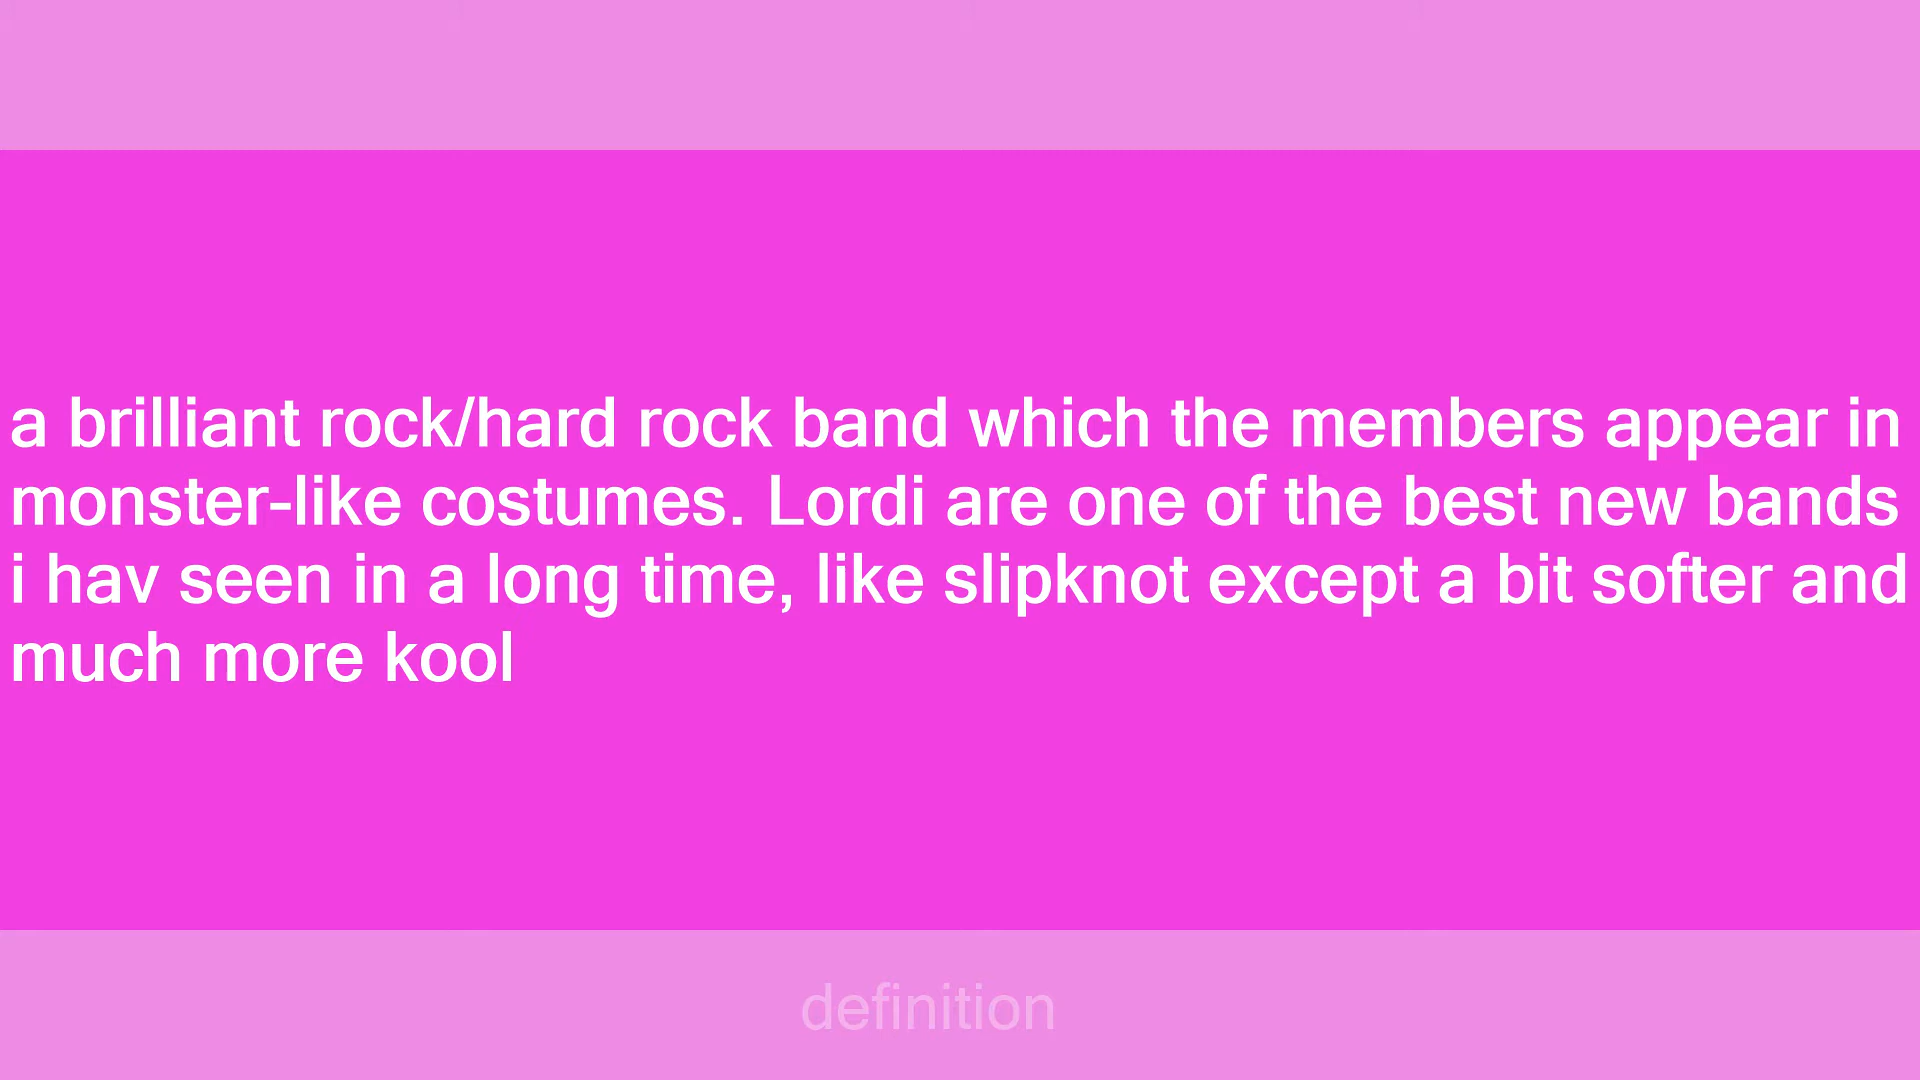 a brilliant rock/hard rock band which the members appear in
monster-like costumes. Lordi are one of the best new bands
i hav seen in a long time, like slipknot except a bit softer and
much more kool
definition